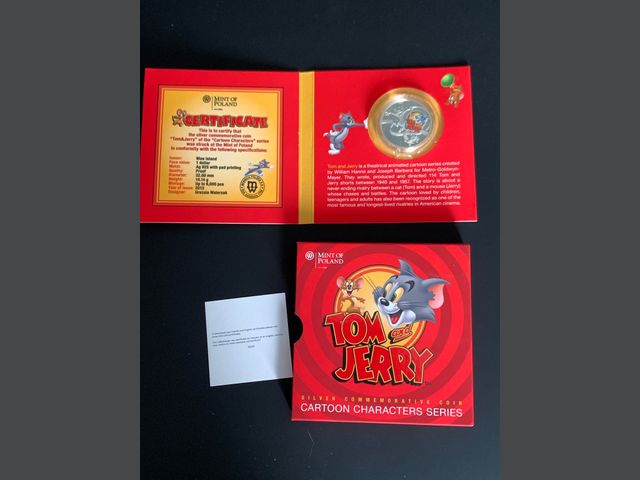 MINT OF
POLAND
CERTIFICATE
This is to certify that
the silver commemorative coin
"Tom&Jerry" of the "Cartoon Characters" series
was struck at the Mint of Poland
in conformity with the following specifications:
Issuer: Niue Island
Face value: 1 dollar
Metal: Ag 925 with pad printing
Quality: Proof
Diameter: 32.00 mm
Weight: 14.14 g
Mintage: Up to 6,000 pcs
Year of issue: 2013
Designer: Urszula Walerzak
Tom and Jerry is a theatrical animated cartoon series created
by William Hanna and Joseph Barbera for Metro-Goldwyn-
Mayer. They wrote, produced and directed 114 Tom and
Jerry shorts between 1940 and 1957. The story is about a
never-ending rivalry between a cat (Tom) and a mouse (Jerry)
whose chases and battles. The cartoon loved by children,
teenagers and adults has also been recognized as one of the
most famous and longest-lived rivalries in American cinema.
MINT OF
POLAND
TOM and
JERRY
SILVER COMMEMORATIVE COIN
CARTOON CHARACTERS SERIES